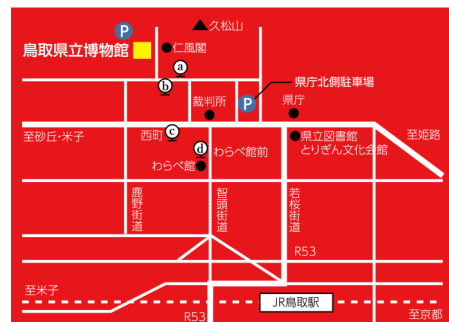 P
▲久松山
鳥取県立博物館
●仁風閣
a
b
裁判所
P
県庁北側駐車場
県庁
至砂丘・米子
西町
c
d
わらべ館前
県立図書館
とりぎん文化会館
至姫路
わらべ館
鹿野街道
智頭街道
若桜街道
R53
至米子
JR鳥取駅
R53
至京都